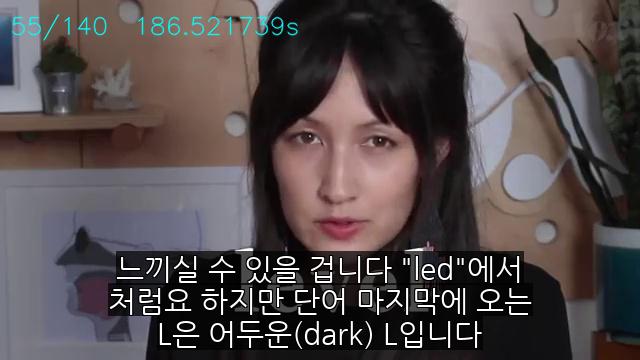 55/140 186.521739s
느끼실 수 있을 겁니다 "led"에서
처럼요 하지만 단어 마지막에 오는
L은 어두운(dark) L입니다